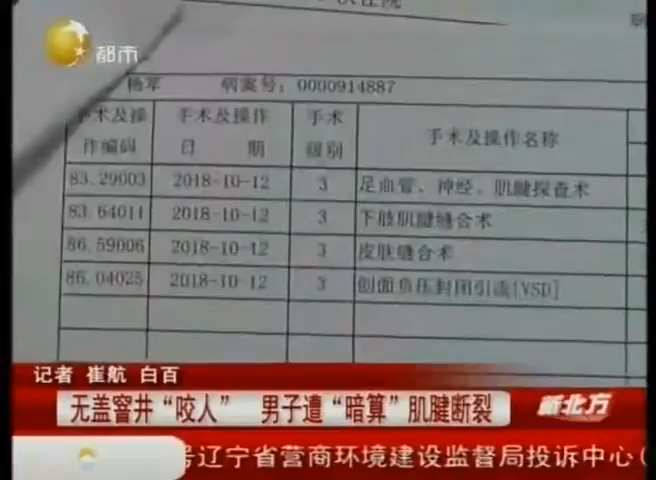 都市
病案号: 0000914887
手术及操作编码 手术及操作日期 手术级别 手术及操作名称
83.29003 2018-10-12 3 足血管、神经、肌腱探查术
83.64011 2018-10-12 3 下肢肌腱缝合术
86.59006 2018-10-12 3 皮肤缝合术
86.04025 2018-10-12 3 创面负压封闭引流[VSD]
记者 崔航 白百
无盖窨井“咬人” 男子遭“暗算”肌腱断裂
新北方
号辽宁省营商环境建设监督局投诉中心(